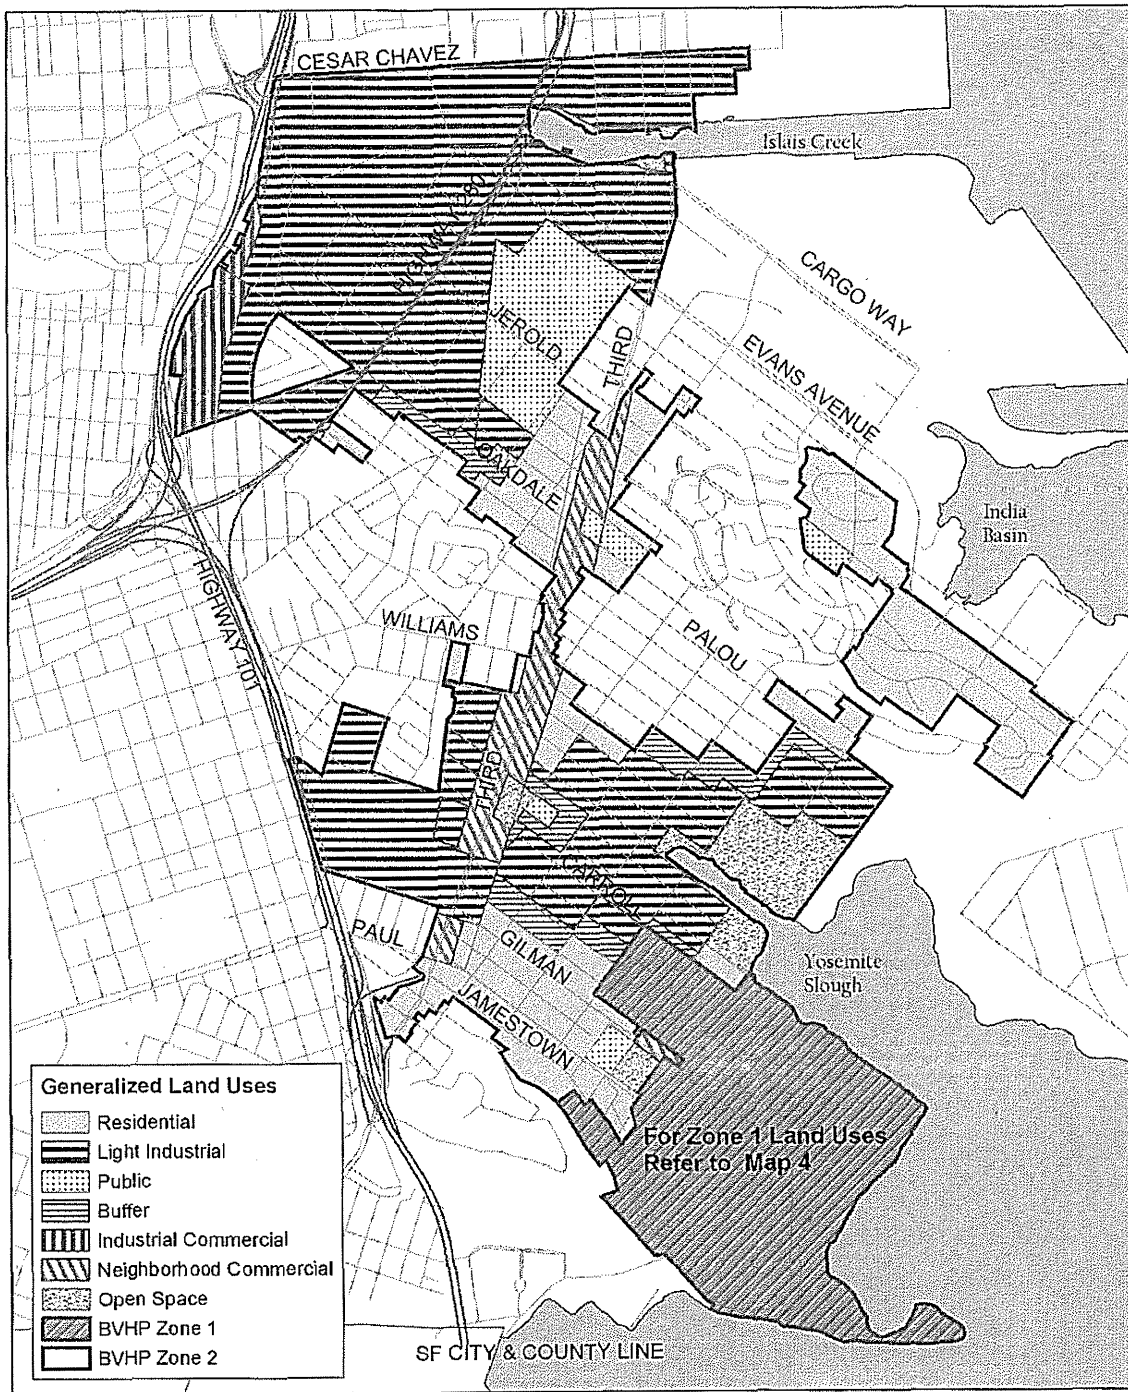 CESAR CHAVEZ
Islais Creek
HIGHWAY 280
CARGO WAY
JEROLD
THIRD
EVANS AVENUE
OAKDALE
India
Basin
HIGHWAY 101
WILLIAMS
PALOU
THIRD
CARROLL
PAUL
GILMAN
Yosemite
Slough
JAMESTOWN
Generalized Land Uses
Residential
Light Industrial
Public
Buffer
Industrial Commercial
Neighborhood Commercial
Open Space
BVHP Zone 1
BVHP Zone 2
For Zone 1 Land Uses
Refer to Map 4
SF CITY & COUNTY LINE